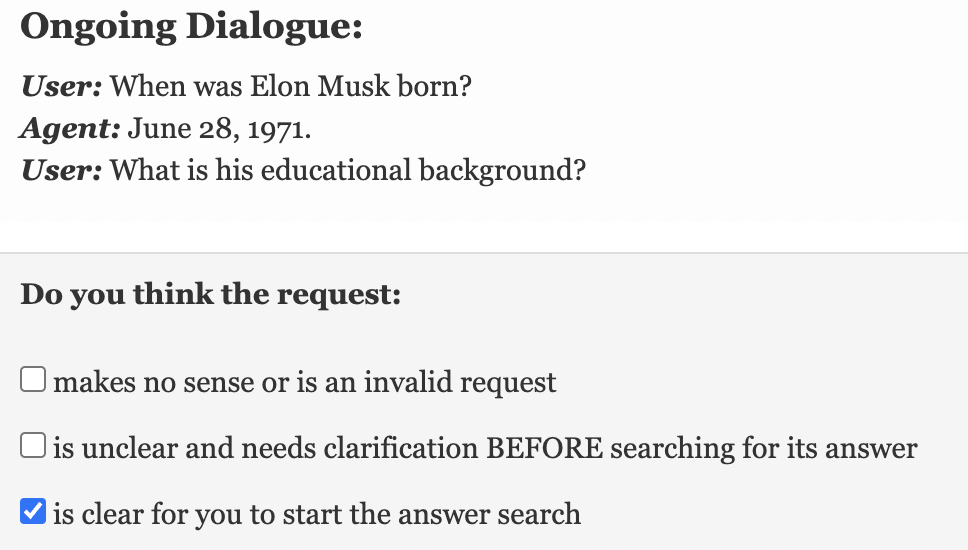 Ongoing Dialogue:
User: When was Elon Musk born?
Agent: June 28, 1971.
User: What is his educational background?
Do you think the request:
makes no sense or is an invalid request
is unclear and needs clarification BEFORE searching for its answer
is clear for you to start the answer search